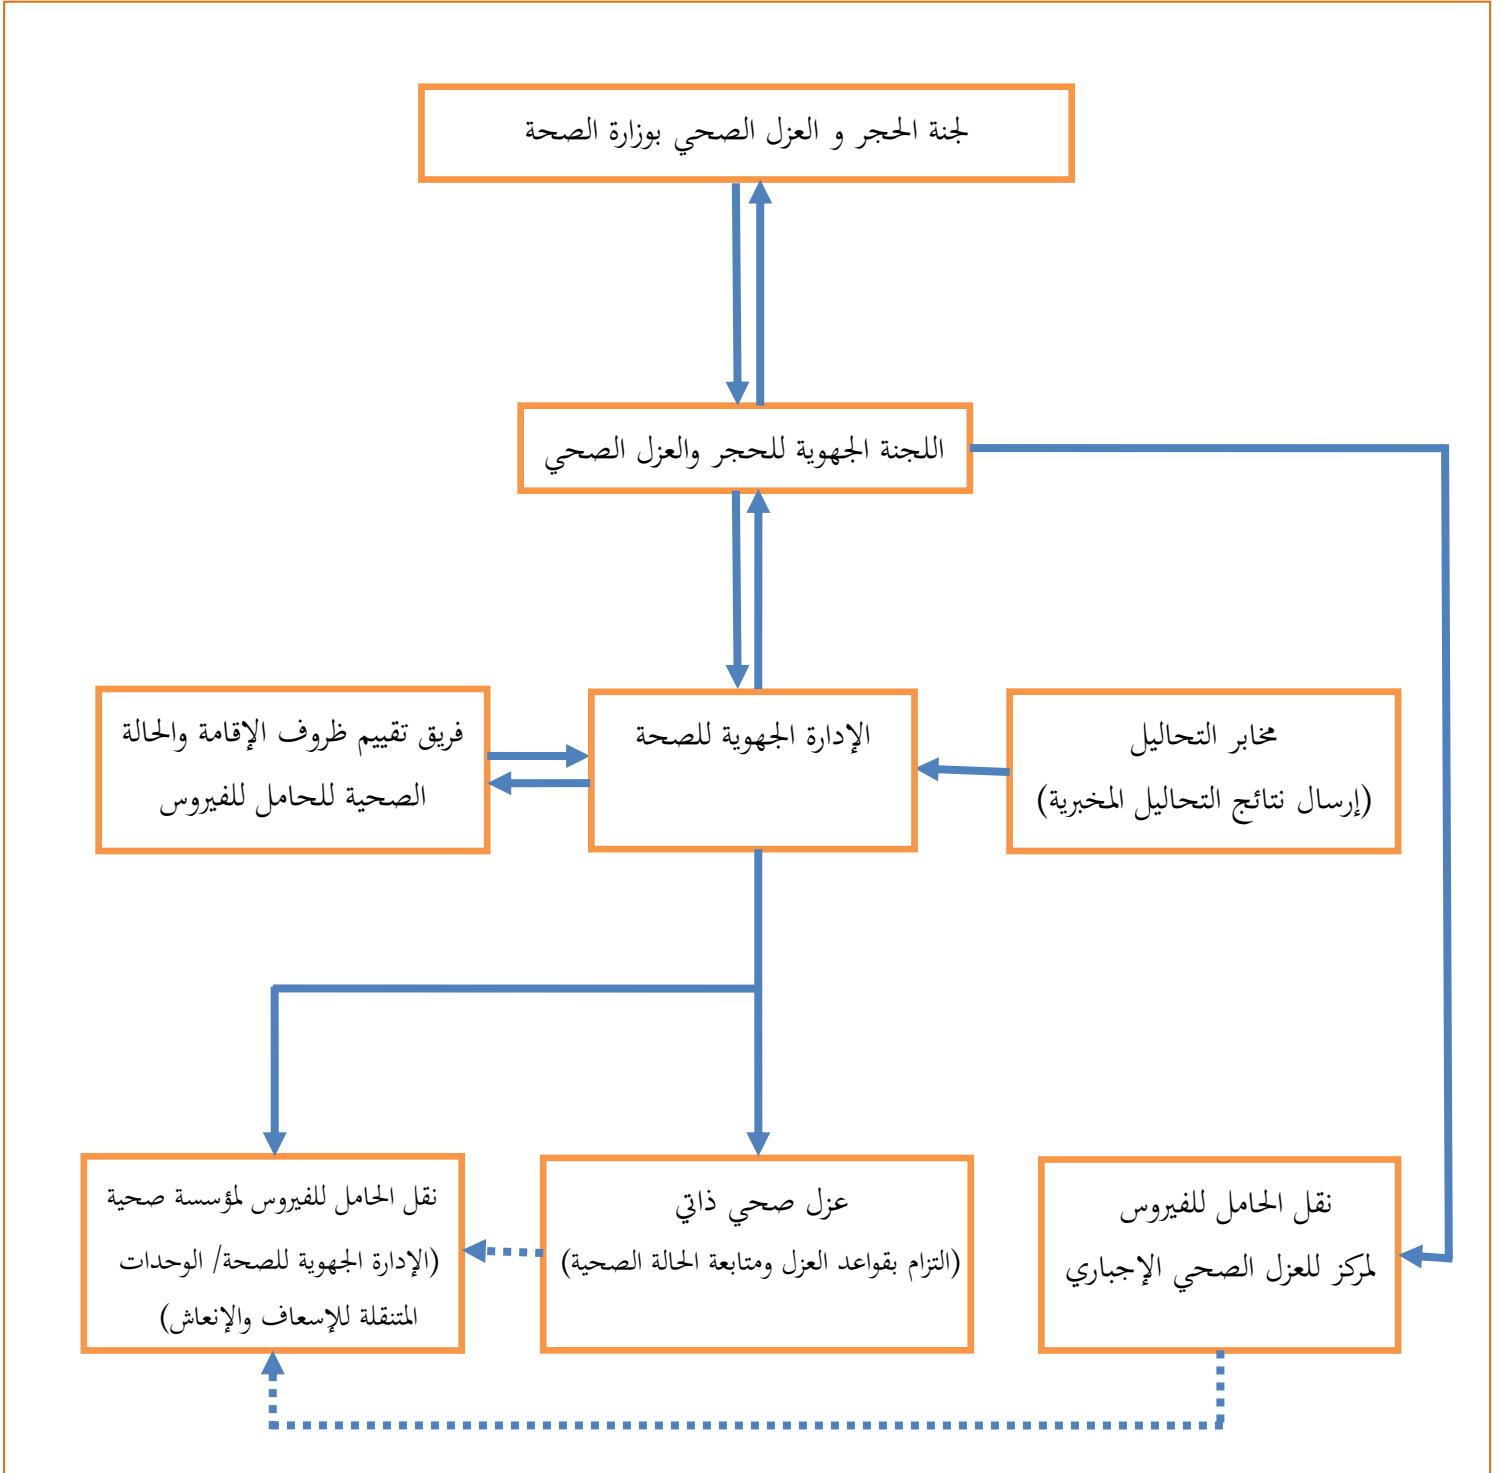 لجنة الحجر و العزل الصحي بوزارة الصحة
اللجنة الجهوية للحجر والعزل الصحي
مخابر التحاليل
(إرسال نتائج التحاليل المخبرية)
الإدارة الجهوية للصحة
فريق تقييم ظروف الإقامة والحالة
الصحية للحامل للفيروس
نقل الحامل للفيروس
لمركز للعزل الصحي الإجباري
عزل صحي ذاتي
(التزام بقواعد العزل ومتابعة الحالة الصحية)
نقل الحامل للفيروس لمؤسسة صحية
(الإدارة الجهوية للصحة/ الوحدات
المتنقلة للإسعاف والإنعاش)